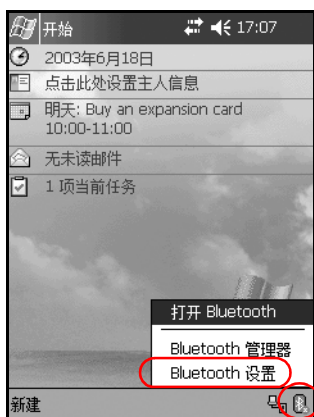 开始 17:07
2003年6月18日
点击此处设置主人信息
明天: Buy an expansion card
10:00-11:00
无未读邮件
1 项当前任务
打开 Bluetooth
Bluetooth 管理器
Bluetooth 设置
新建